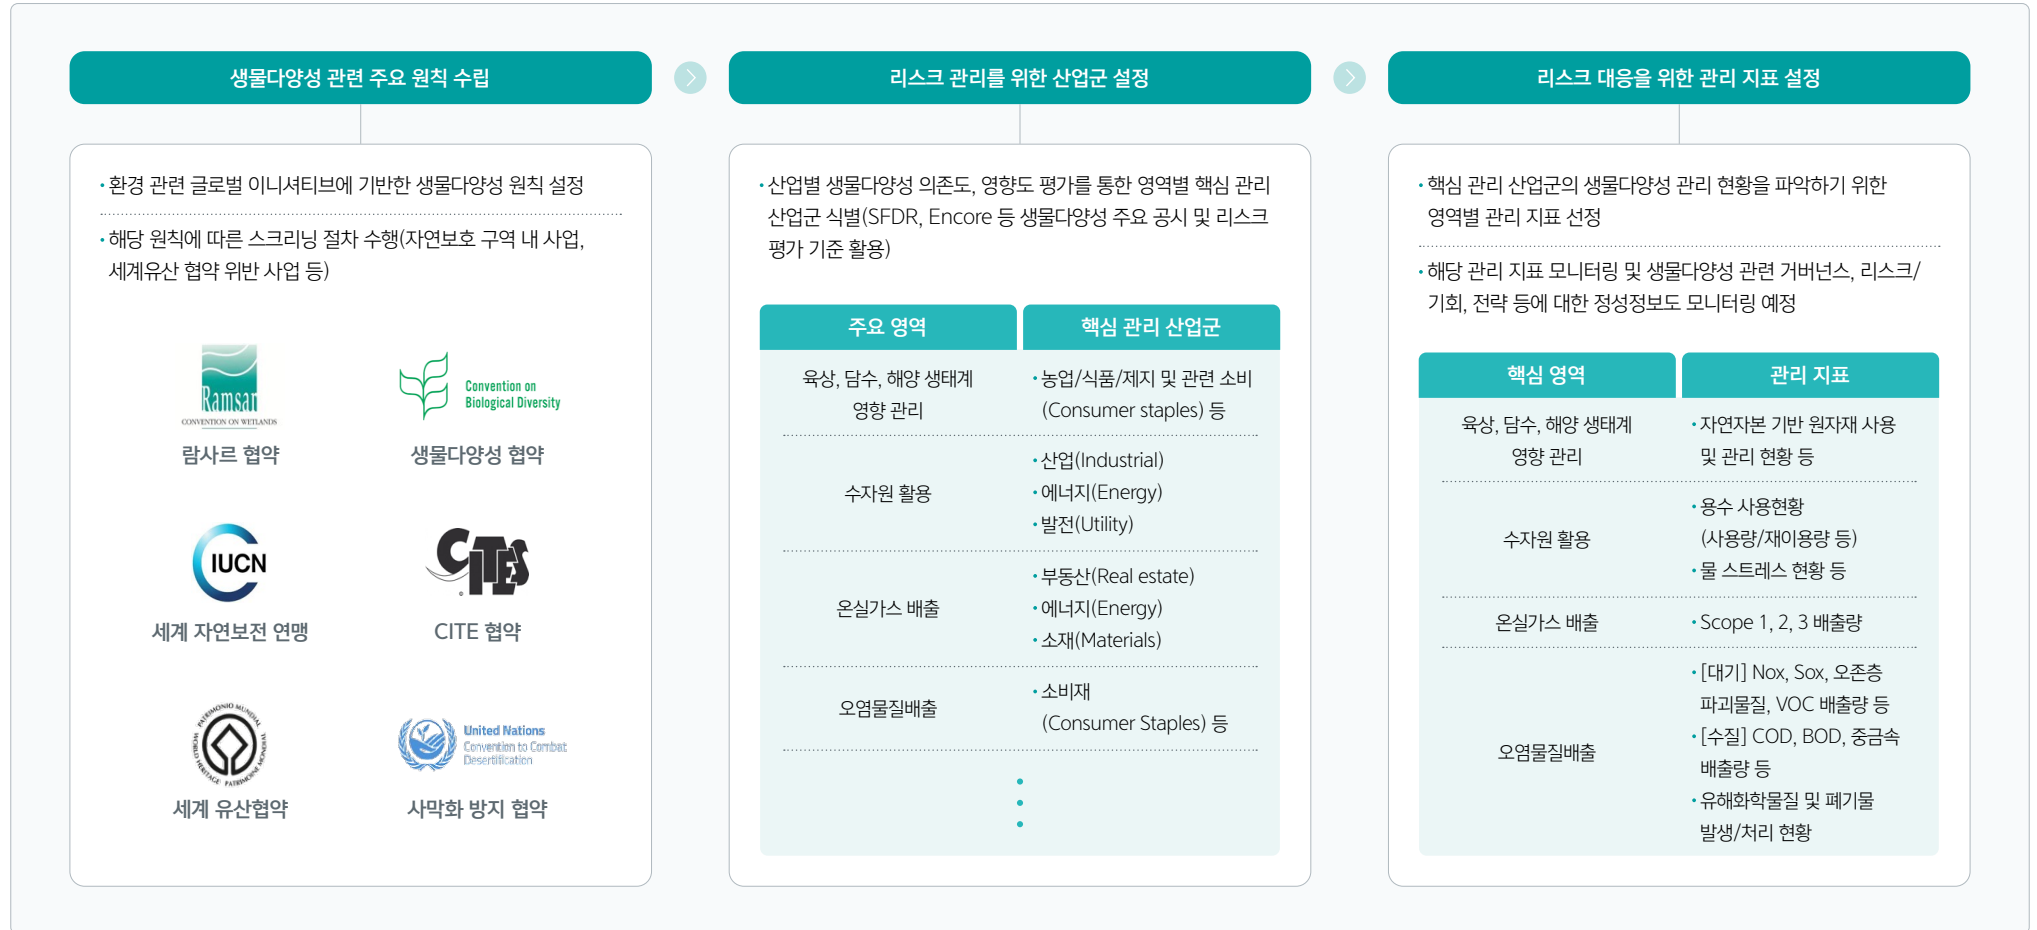 생물다양성 관련 주요 원칙 수립
• 환경 관련 글로벌 이니셔티브에 기반한 생물다양성 원칙 설정
• 해당 원칙에 따른 스크리닝 절차 수행(자연보호 구역 내 사업,
세계유산 협약 위반 사업 등)
Ramsar
CONVENTION ON WETLANDS
람사르 협약
Convention on
Biological Diversity
생물다양성 협약
IUCN
세계 자연보전 연맹
CITES
CITE 협약
PATRIMONIO MUNDIAL
WORLD HERITAGE
PATRIMOINE MONDIAL
세계 유산협약
United Nations
Convention to Combat
Desertification
사막화 방지 협약
리스크 관리를 위한 산업군 설정
• 산업별 생물다양성 의존도, 영향도 평가를 통한 영역별 핵심 관리
산업군 식별(SFDR, Encore 등 생물다양성 주요 공시 및 리스크
평가 기준 활용)
주요 영역
핵심 관리 산업군
육상, 담수, 해양 생태계
영향 관리
• 농업/식품/제지 및 관련 소비
(Consumer staples) 등
수자원 활용
• 산업(Industrial)
• 에너지(Energy)
• 발전(Utility)
온실가스 배출
• 부동산(Real estate)
• 에너지(Energy)
• 소재(Materials)
오염물질배출
• 소비재
(Consumer Staples) 등
리스크 대응을 위한 관리 지표 설정
• 핵심 관리 산업군의 생물다양성 관리 현황을 파악하기 위한
영역별 관리 지표 선정
• 해당 관리 지표 모니터링 및 생물다양성 관련 거버넌스, 리스크/
기회, 전략 등에 대한 정성정보도 모니터링 예정
핵심 영역
관리 지표
육상, 담수, 해양 생태계
영향 관리
• 자연자본 기반 원자재 사용
및 관리 현황 등
수자원 활용
• 용수 사용현황
(사용량/재이용량 등)
• 물 스트레스 현황 등
온실가스 배출
• Scope 1, 2, 3 배출량
오염물질배출
• [대기] Nox, Sox, 오존층
파괴물질, VOC 배출량 등
• [수질] COD, BOD, 중금속
배출량 등
• 유해화학물질 및 폐기물
발생/처리 현황